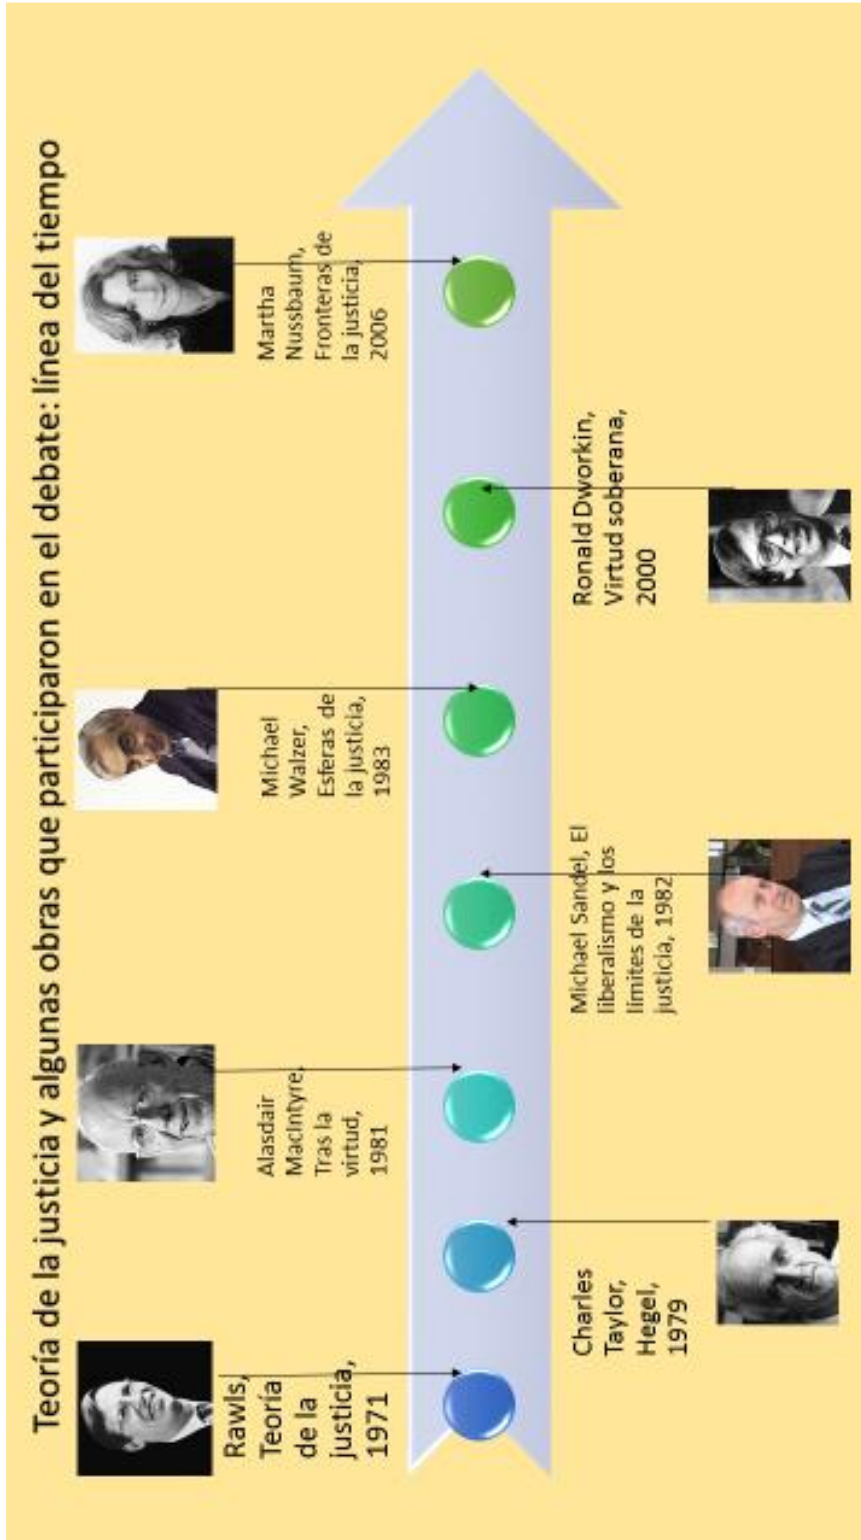 Teoría de la justicia y algunas obras que participaron en el debate: línea del tiempo
Rawls,
Teoría
de la
justicia,
1971
Charles
Taylor,
Hegel,
1979
Alasdair
MacIntyre,
Tras la
virtud,
1981
Michael Sandel, El
liberalismo y los
límites de la
justicia, 1982
Michael
Walzer,
Esferas de
la justicia,
1983
Ronald Dworkin,
Virtud soberana,
2000
Martha
Nussbaum,
Fronteras de
la justicia,
2006